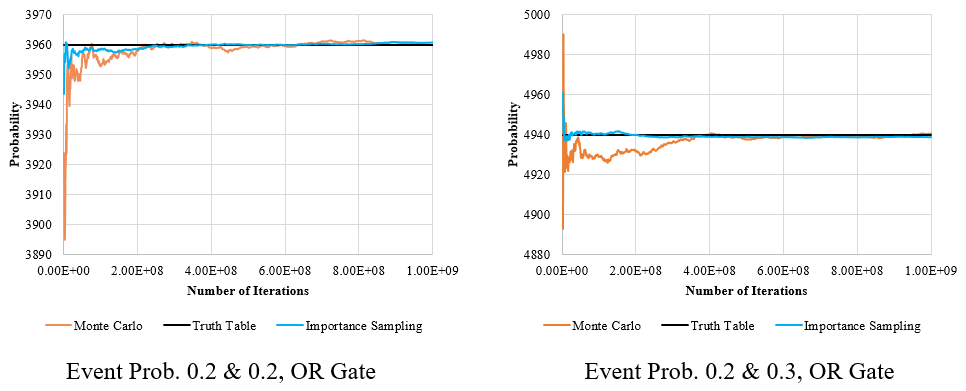 3970
3960
3950
3940
3930
3920
3910
3900
3890
Probability
0.00E+00 2.00E+08 4.00E+08 6.00E+08 8.00E+08 1.00E+09
Number of Iterations
Monte Carlo Truth Table Importance Sampling
Event Prob. 0.2 & 0.2, OR Gate
5000
4980
4960
4940
4920
4900
4880
Probability
0.00E+00 2.00E+08 4.00E+08 6.00E+08 8.00E+08 1.00E+09
Number of Iterations
Monte Carlo Truth Table Importance Sampling
Event Prob. 0.2 & 0.3, OR Gate